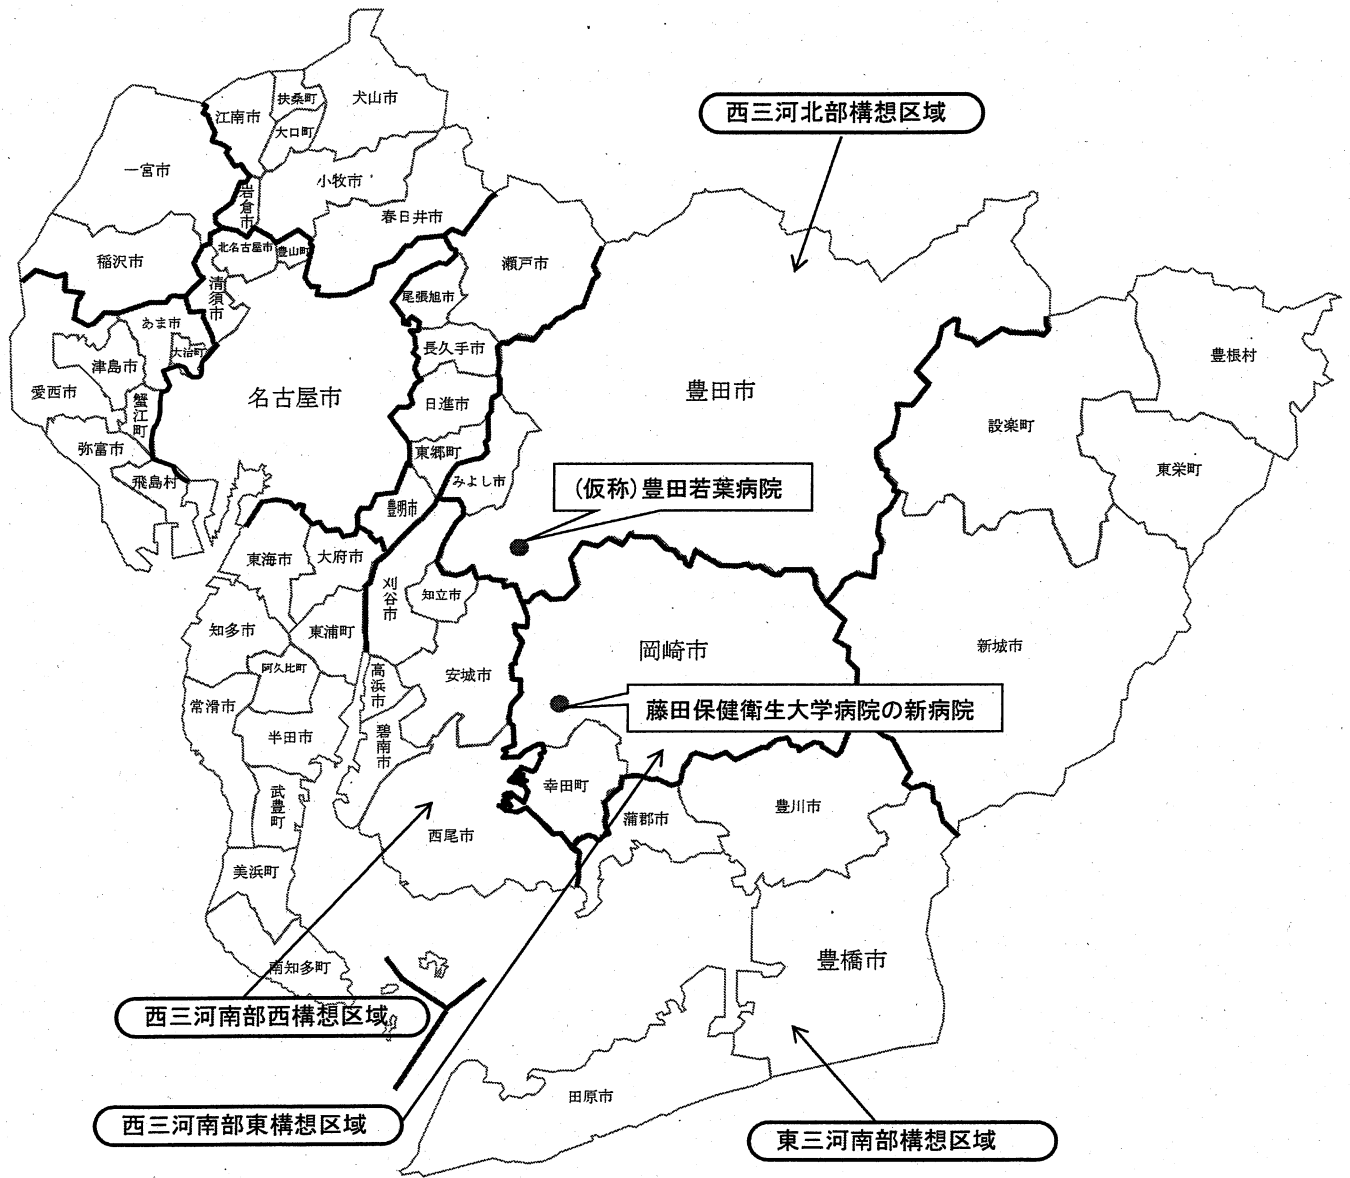 西三河北部構想区域
犬山市
扶桑町
江南市
大口町
一宮市
小牧市
岩倉市
春日井市
北名古屋市
豊山町
稲沢市
瀬戸市
清須市
尾張旭市
あま市
大治町
長久手市
豊根村
津島市
愛西市
名古屋市
豊田市
日進市
蟹江町
設楽町
弥富市
東郷町
東栄町
飛島村
みよし市
(仮称)豊田若葉病院
豊明市
東海市
大府市
刈谷市
知立市
知多市
東浦町
岡崎市
新城市
阿久比町
高浜市
安城市
常滑市
藤田保健衛生大学病院の新病院
半田市
碧南市
幸田町
武豊町
蒲郡市
豊川市
西尾市
美浜町
豊橋市
南知多町
西三河南部西構想区域
田原市
西三河南部東構想区域
東三河南部構想区域